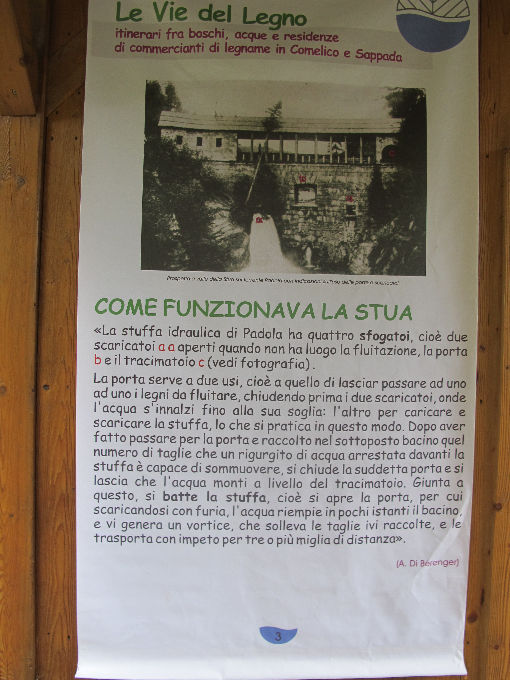 Le Vie del Legno
itinerari fra boschi, acque e residenze
di commercianti di legname in Comelico e Sappada
COME FUNZIONAVA LA STUA
«La stuffa idraulica di Padola ha quattro sfogatoi, cioè due
scaricatoi a a aperti quando non ha luogo la fluitazione, la porta
b e il tracimatoio c (vedi fotografia).
La porta serve a due usi, cioè a quello di lasciar passare ad uno
ad uno i legni da fluitare, chiudendo prima i due scaricatoi, onde
l'acqua s'innalzi fino alla sua soglia: l'altro per caricare e
scaricare la stuffa, lo che si pratica in questo modo. Dopo aver
fatto passare per la porta e raccolto nel sottoposto bacino quel
numero di taglie che un rigurgito di acqua arrestata davanti la
stuffa è capace di sommuovere, si chiude la suddetta porta e si
lascia che l'acqua monti a livello del tracimatoio. Giunta a
questo, si batte la stuffa, cioè si apre la porta, per cui
scaricandosi con furia, l'acqua riempie in pochi istanti il bacino,
e vi genera un vortice, che solleva le taglie ivi raccolte, e le
trasporta con impeto per tre o più miglia di distanza».
(A. Di Bérenger)
3